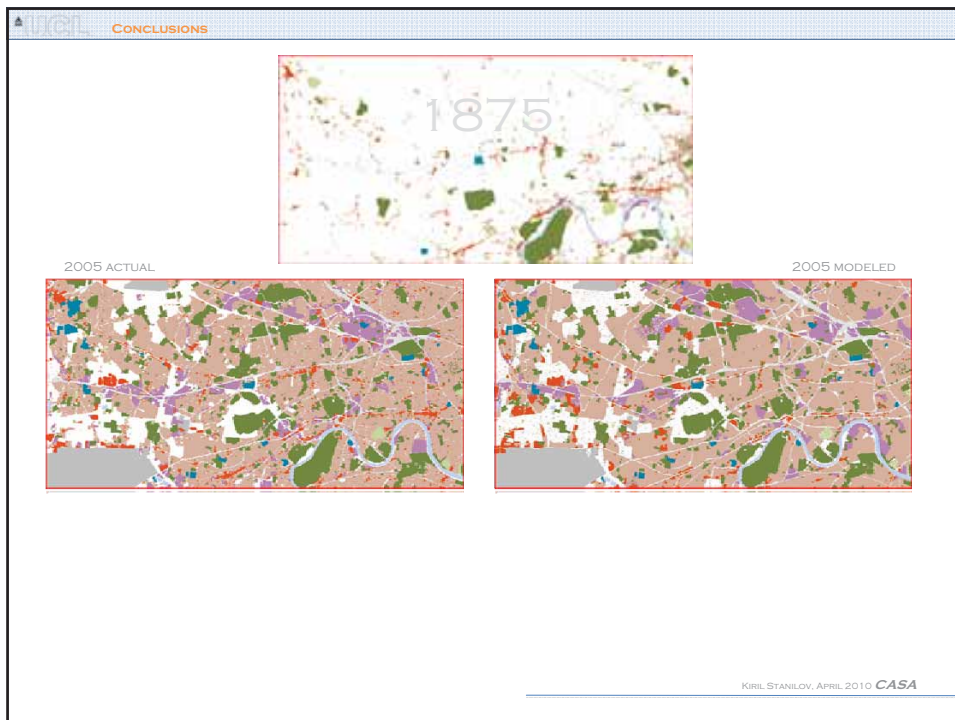 UCL
Conclusions
1875
2005 actual
2005 modeled
Kiril Stanilov, April 2010 CASA